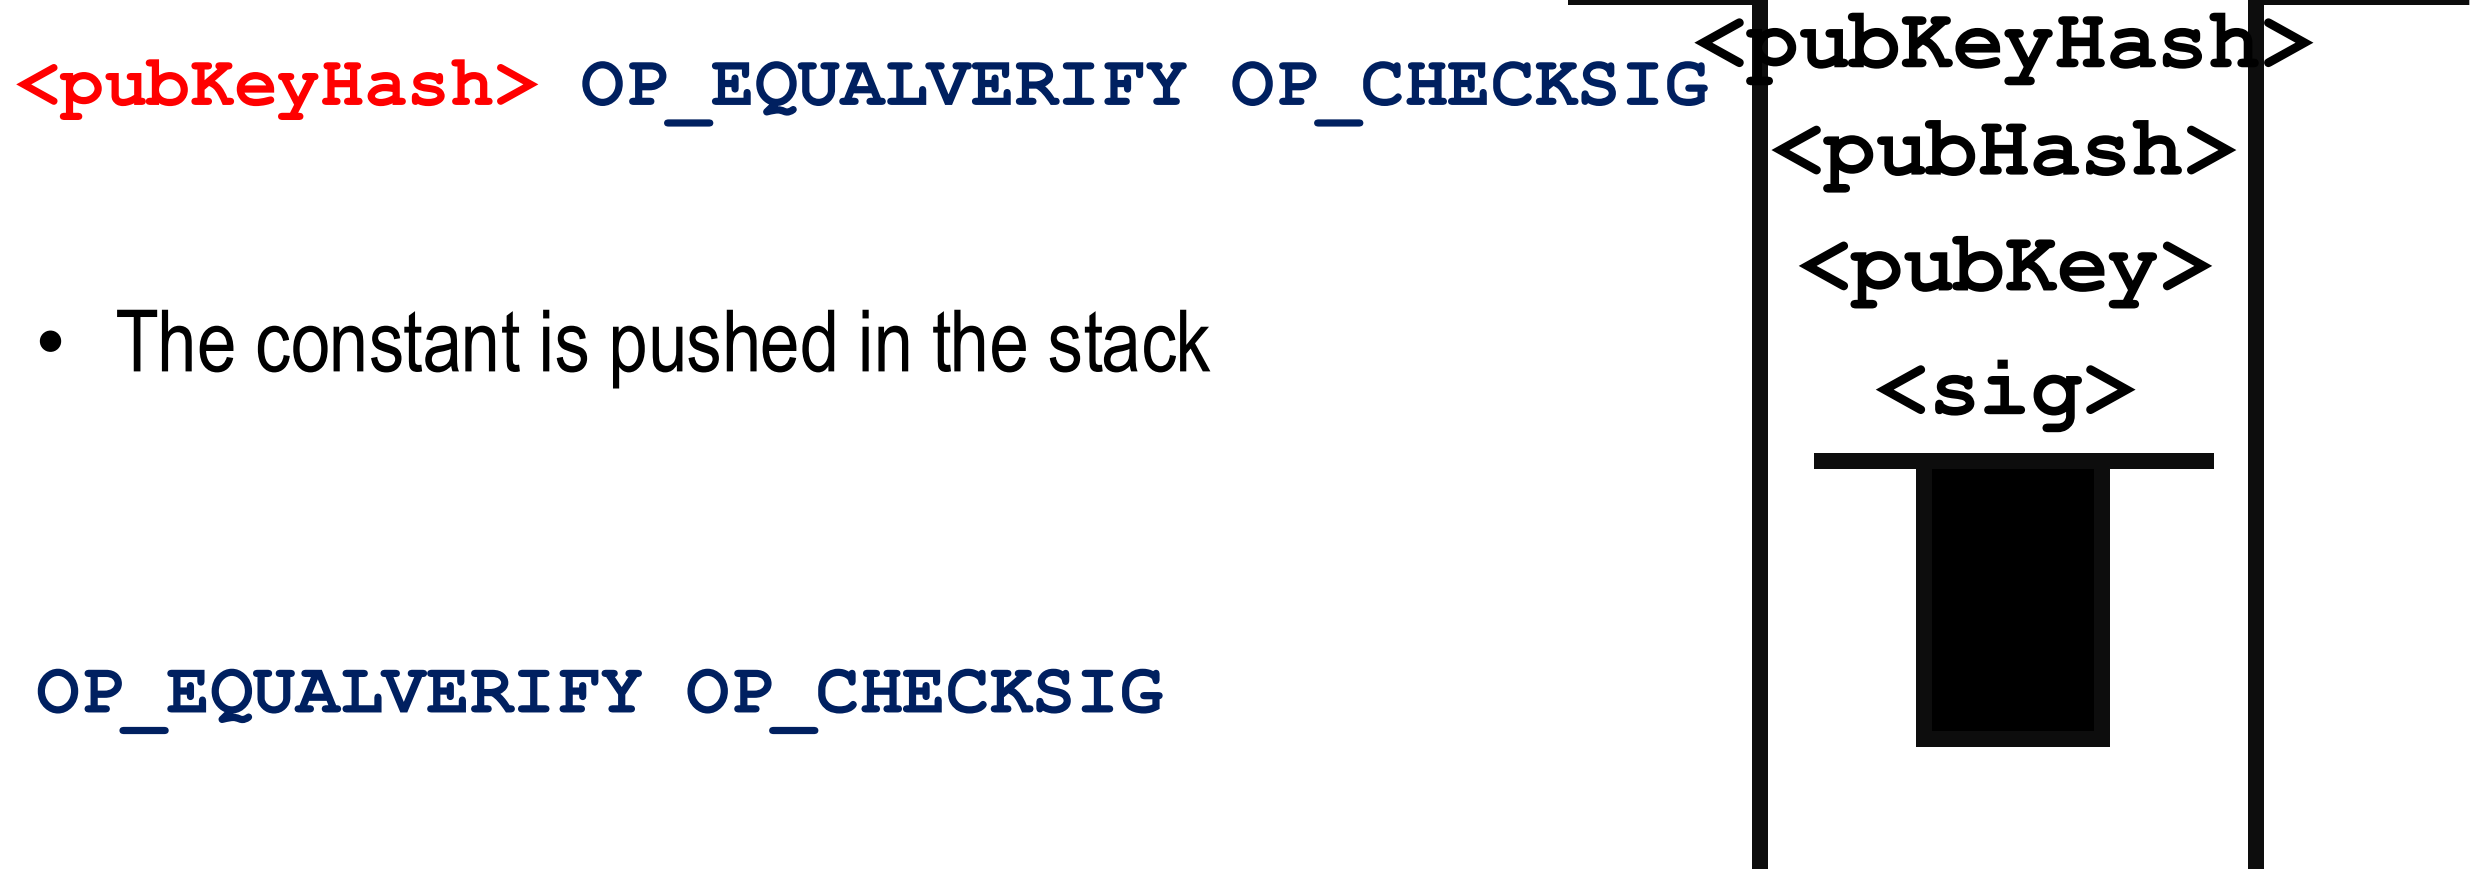 <pubKeyHash> OP_EQUALVERIFY OP_CHECKSIG
• The constant is pushed in the stack
OP_EQUALVERIFY OP_CHECKSIG
<pubKeyHash>
<pubHash>
<pubKey>
<sig>